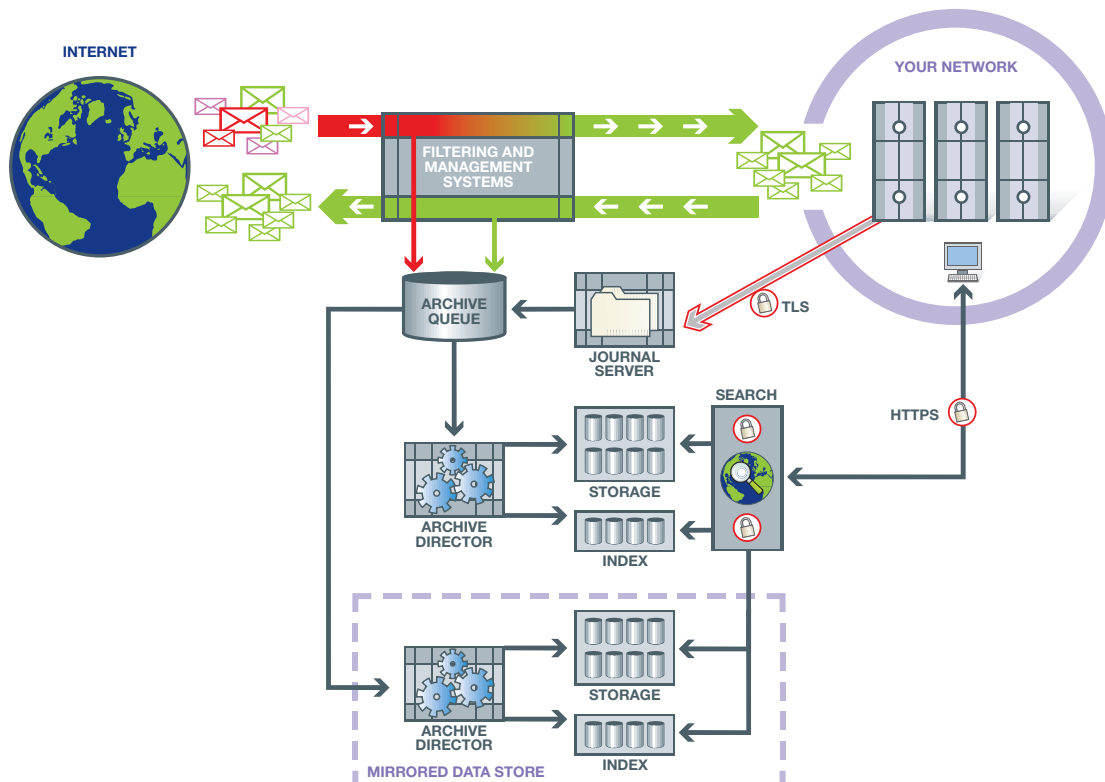 INTERNET
YOUR NETWORK
FILTERING AND
MANAGEMENT
SYSTEMS
ARCHIVE
QUEUE
TLS
JOURNAL
SERVER
SEARCH
HTTPS
STORAGE
ARCHIVE
DIRECTOR
INDEX
STORAGE
ARCHIVE
DIRECTOR
INDEX
MIRRORED DATA STORE